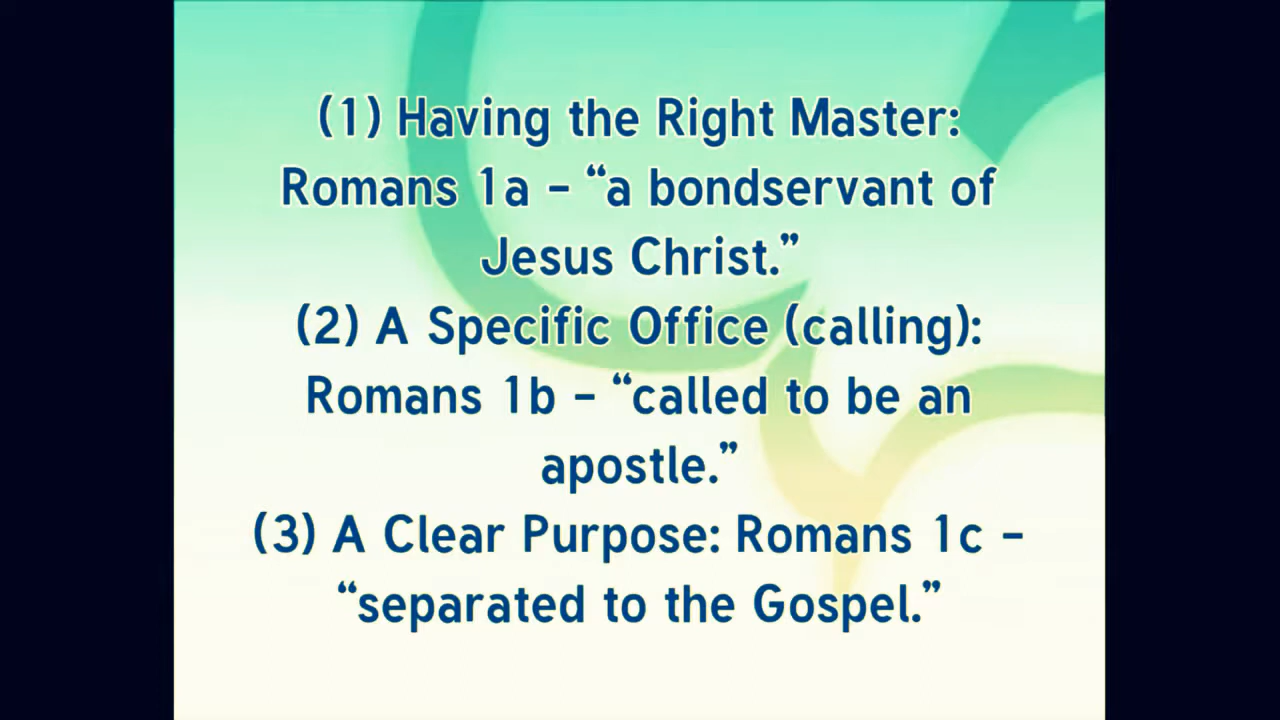 (1) Having the Right Master:
Romans 1a – “a bondservant of
Jesus Christ.”
(2) A Specific Office (calling):
Romans 1b – “called to be an
apostle.”
(3) A Clear Purpose: Romans 1c –
“separated to the Gospel.”